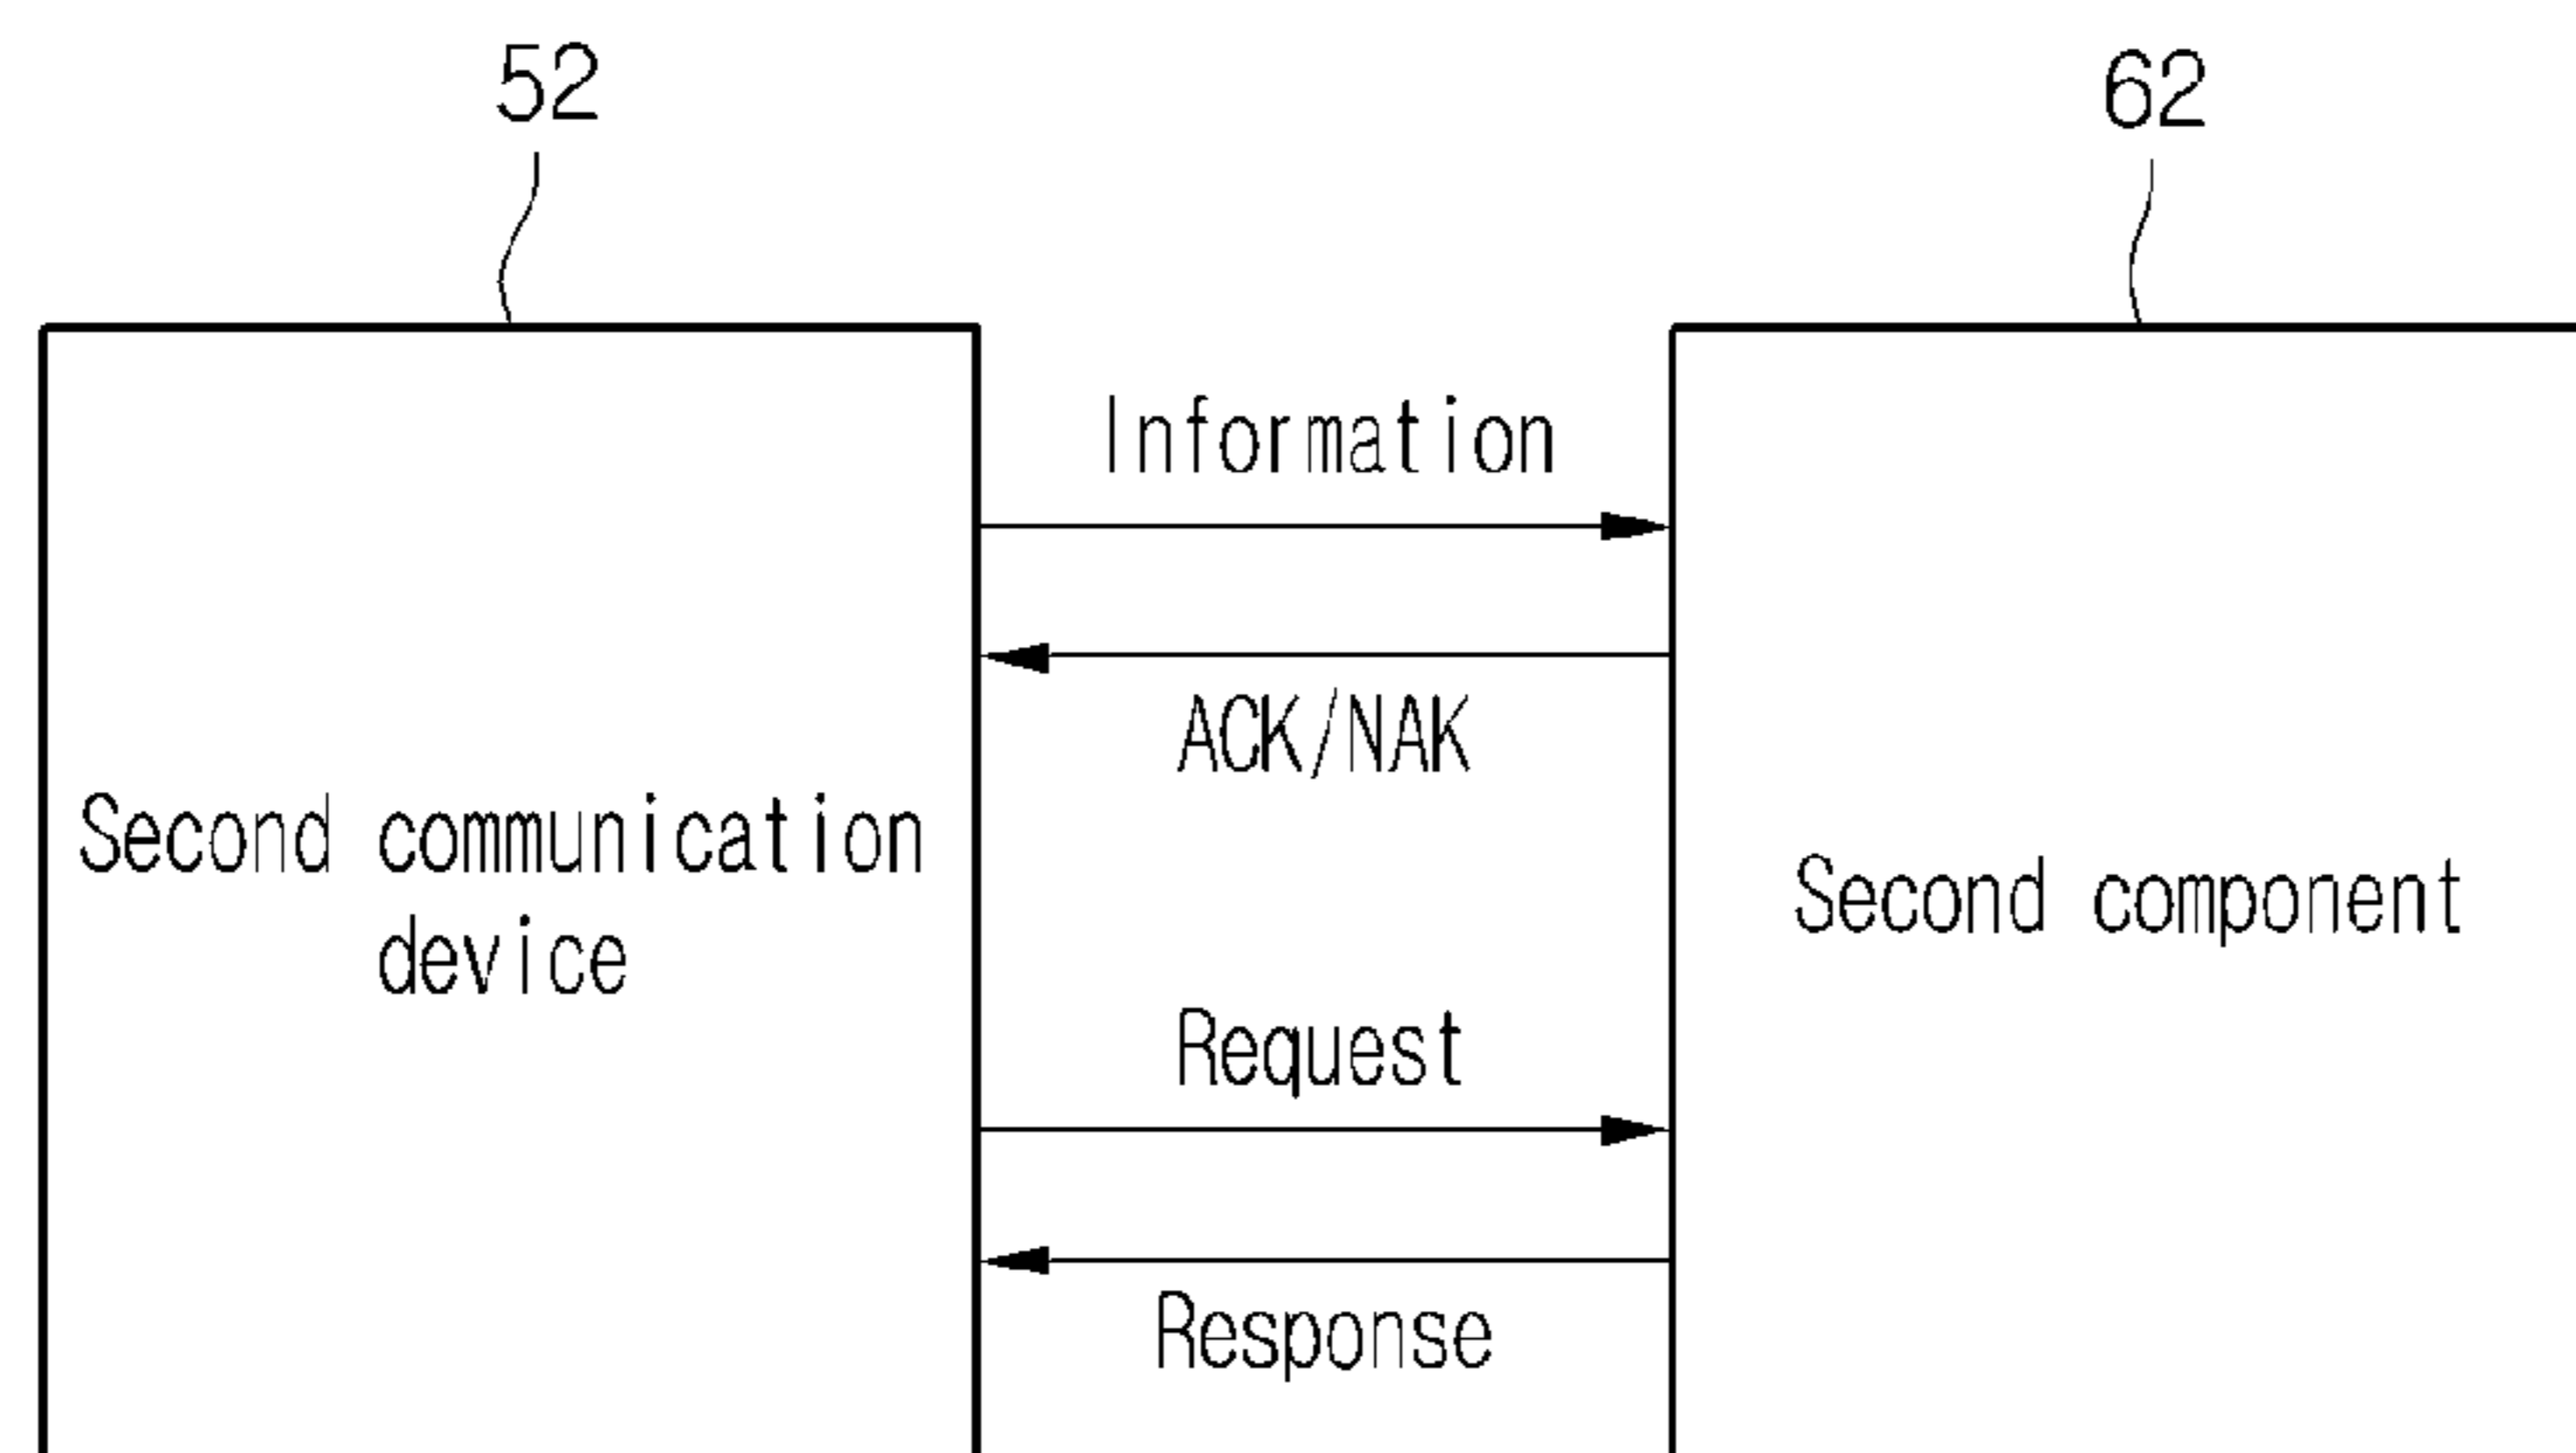 52
62
Information
ACK/NAK
Second communication
device
Second component
Request
Response